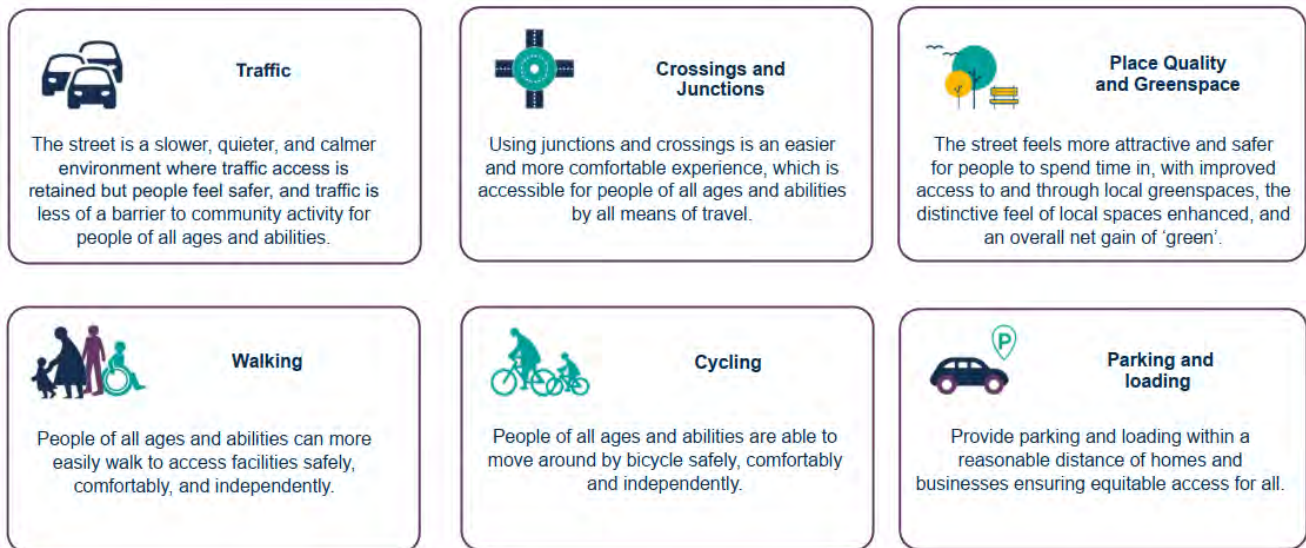 Traffic
The street is a slower, quieter, and calmer
environment where traffic access is
retained but people feel safer, and traffic is
less of a barrier to community activity for
people of all ages and abilities.
Crossings and
Junctions
Using junctions and crossings is an easier
and more comfortable experience, which is
accessible for people of all ages and abilities
by all means of travel.
Place Quality
and Greenspace
The street feels more attractive and safer
for people to spend time in, with improved
access to and through local greenspaces, the
distinctive feel of local spaces enhanced, and
an overall net gain of ‘green’.
Walking
People of all ages and abilities can more
easily walk to access facilities safely,
comfortably, and independently.
Cycling
People of all ages and abilities are able to
move around by bicycle safely, comfortably
and independently.
P
Parking and
loading
Provide parking and loading within a
reasonable distance of homes and
businesses ensuring equitable access for all.